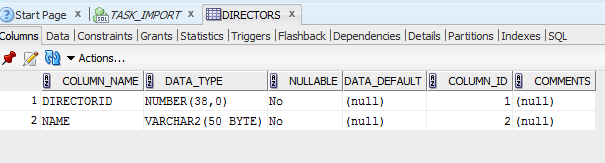 Start Page x TASK_IMPORT x DIRECTORS x
Columns Data Constraints Grants Statistics Triggers Flashback Dependencies Details Partitions Indexes SQL
Actions...
COLUMN_NAME DATA_TYPE NULLABLE DATA_DEFAULT COLUMN_ID COMMENTS
1 DIRECTORID NUMBER(38,0) No (null) 1 (null)
2 NAME VARCHAR2(50 BYTE) No (null) 2 (null)